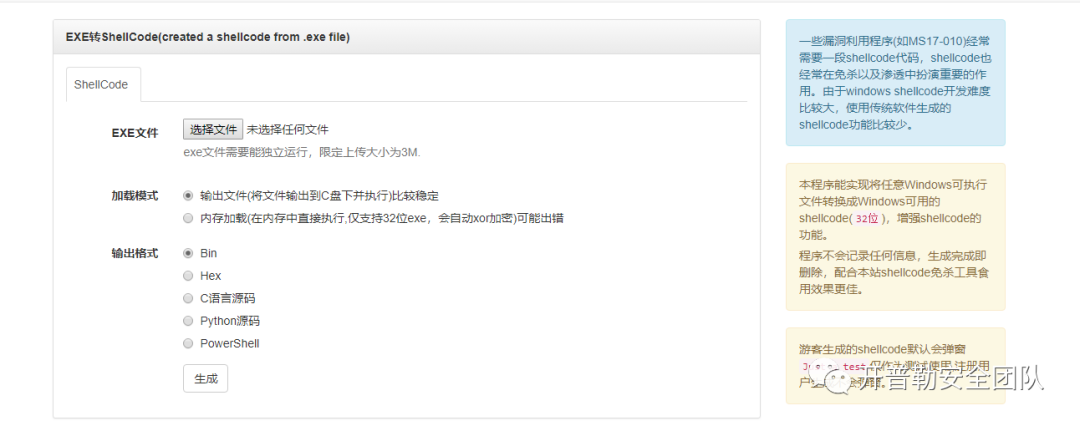 EXE转ShellCode(created a shellcode from .exe file)
ShellCode
EXE文件
选择文件 未选择任何文件
exe文件需要能独立运行，限定上传大小为3M.
加载模式
输出文件(将文件输出到C盘下并执行)比较稳定
内存加载(在内存中直接执行,仅支持32位exe，会自动xor加密)可能出错
输出格式
Bin
Hex
C语言源码
Python源码
PowerShell
生成
一些漏洞利用程序(如MS17-010)经常
需要一段shellcode代码，shellcode也
经常在免杀以及渗透中扮演重要的作
用。由于windows shellcode开发难度
比较大，使用传统软件生成的
shellcode功能比较少。
本程序能实现将任意Windows可执行
文件转换成Windows可用的
shellcode( 32位 )，增强shellcode的
功能。
程序不会记录任何信息，生成完成即
删除，配合本站shellcode免杀工具食
用效果更佳。
游客生成的shellcode默认会弹窗
test 仅作为测试使用,注册用
户
开普勒安全团队